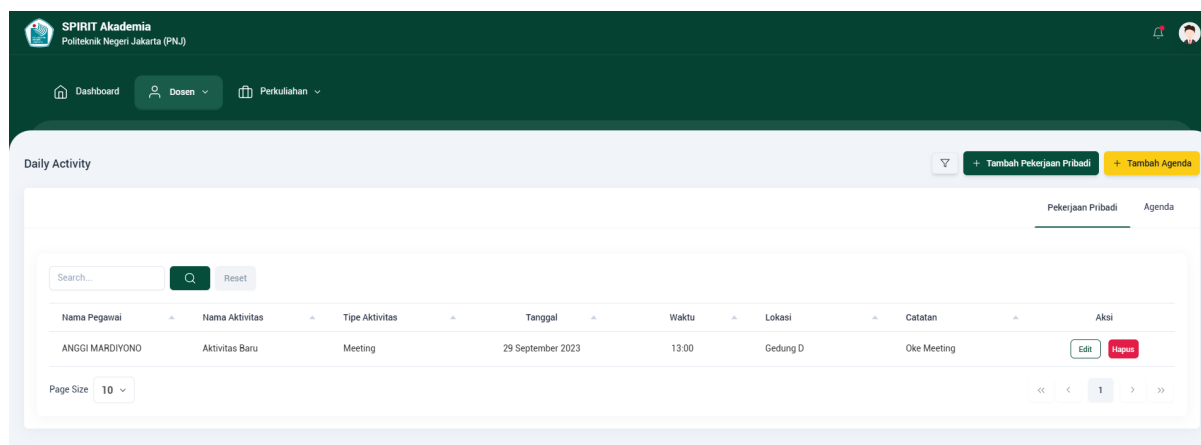 SPIRIT Akademia
Politeknik Negeri Jakarta (PNJ)
Dashboard Dosen Perkuliahan
Daily Activity + Tambah Pekerjaan Pribadi + Tambah Agenda
Pekerjaan Pribadi Agenda
Search... Reset
Nama Pegawai Nama Aktivitas Tipe Aktivitas Tanggal Waktu Lokasi Catatan Aksi
ANGGI MARDIYONO Aktivitas Baru Meeting 29 September 2023 13:00 Gedung D Oke Meeting Edit Hapus
Page Size 10 << < 1 > >>